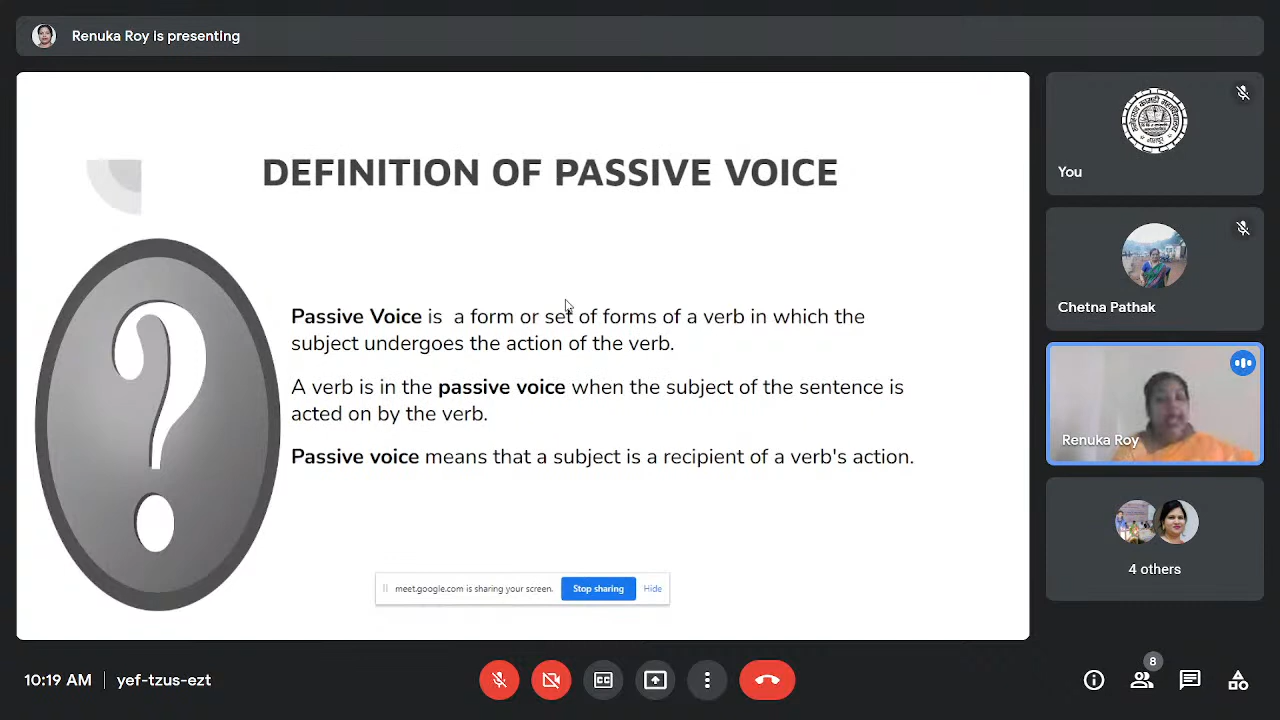 Renuka Roy is presenting
DEFINITION OF PASSIVE VOICE
Passive Voice is a form or set of forms of a verb in which the
subject undergoes the action of the verb.
A verb is in the passive voice when the subject of the sentence is
acted on by the verb.
Passive voice means that a subject is a recipient of a verb's action.
?
meet.google.com is sharing your screen.
Stop sharing
Hide
You
Chetna Pathak
Renuka Roy
4 others
10:19 AM
yef-tzus-ezt
8